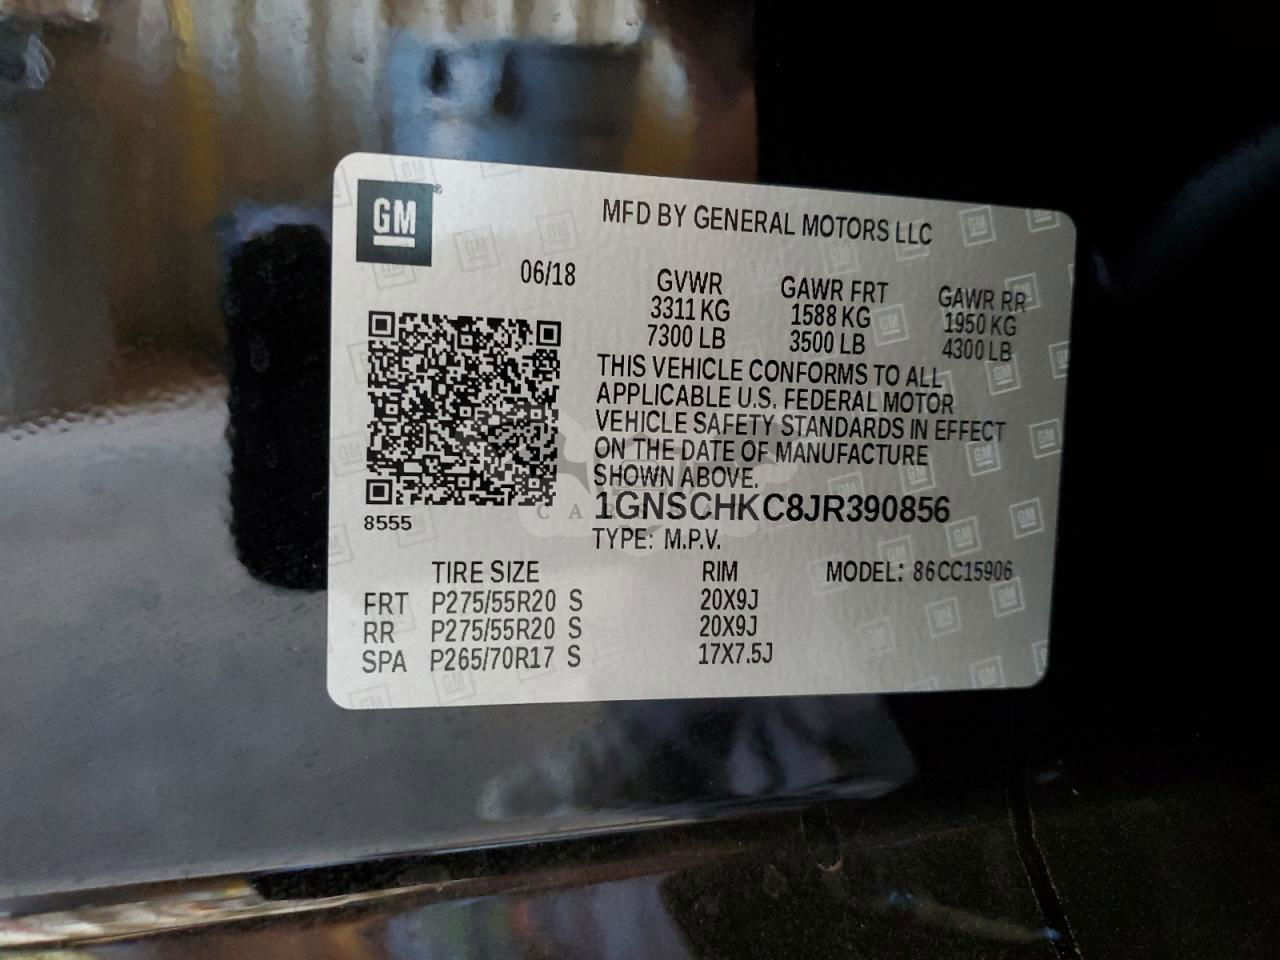 GM
MFD BY GENERAL MOTORS LLC
06/18 GVWR GAWR FRT GAWR RR
3311 KG 1588 KG 1950 KG
7300 LB 3500 LB 4300 LB
THIS VEHICLE CONFORMS TO ALL
APPLICABLE U.S. FEDERAL MOTOR
VEHICLE SAFETY STANDARDS IN EFFECT
ON THE DATE OF MANUFACTURE
SHOWN ABOVE.
1GNSCHKC8JR390856
8555
TYPE: M.P.V.
TIRE SIZE RIM MODEL: 86CC15906
FRT P275/55R20 S 20X9J
RR P275/55R20 S 20X9J
SPA P265/70R17 S 17X7.5J